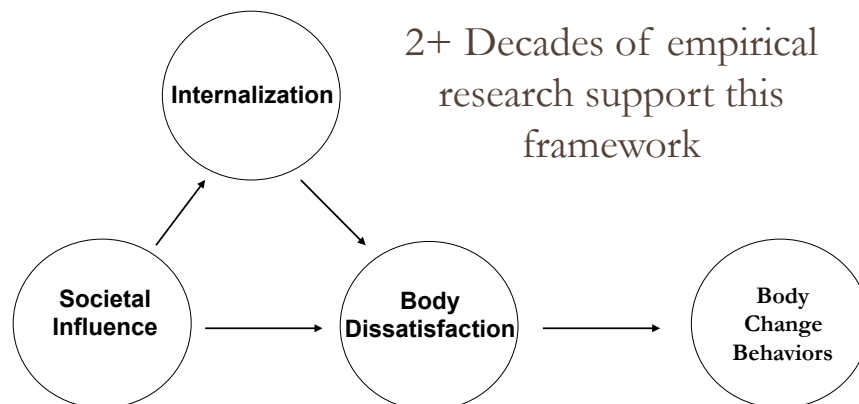 2+ Decades of empirical
research support this
framework
Internalization
Societal
Influence
Body
Dissatisfaction
Body
Change
Behaviors